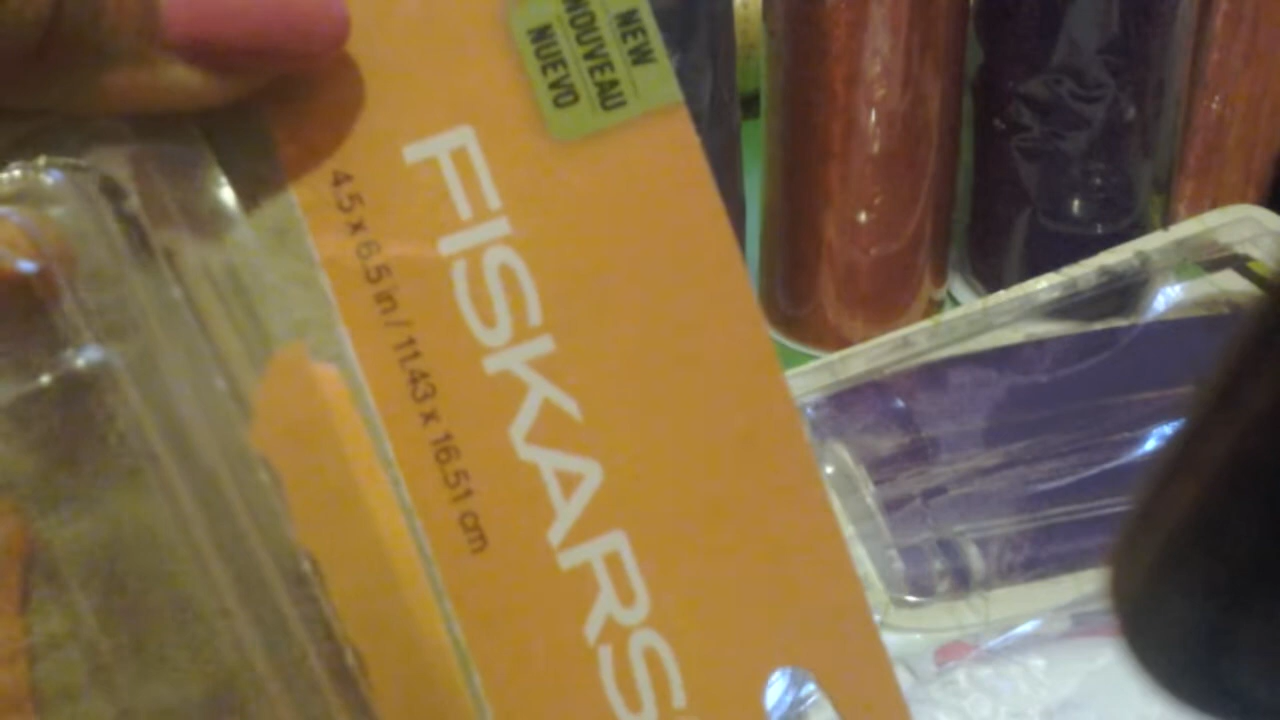 NEW
NOUVEAU
NUEVO
FISKARS
4.5 x 6.5 in / 11.43 x 16.51 cm